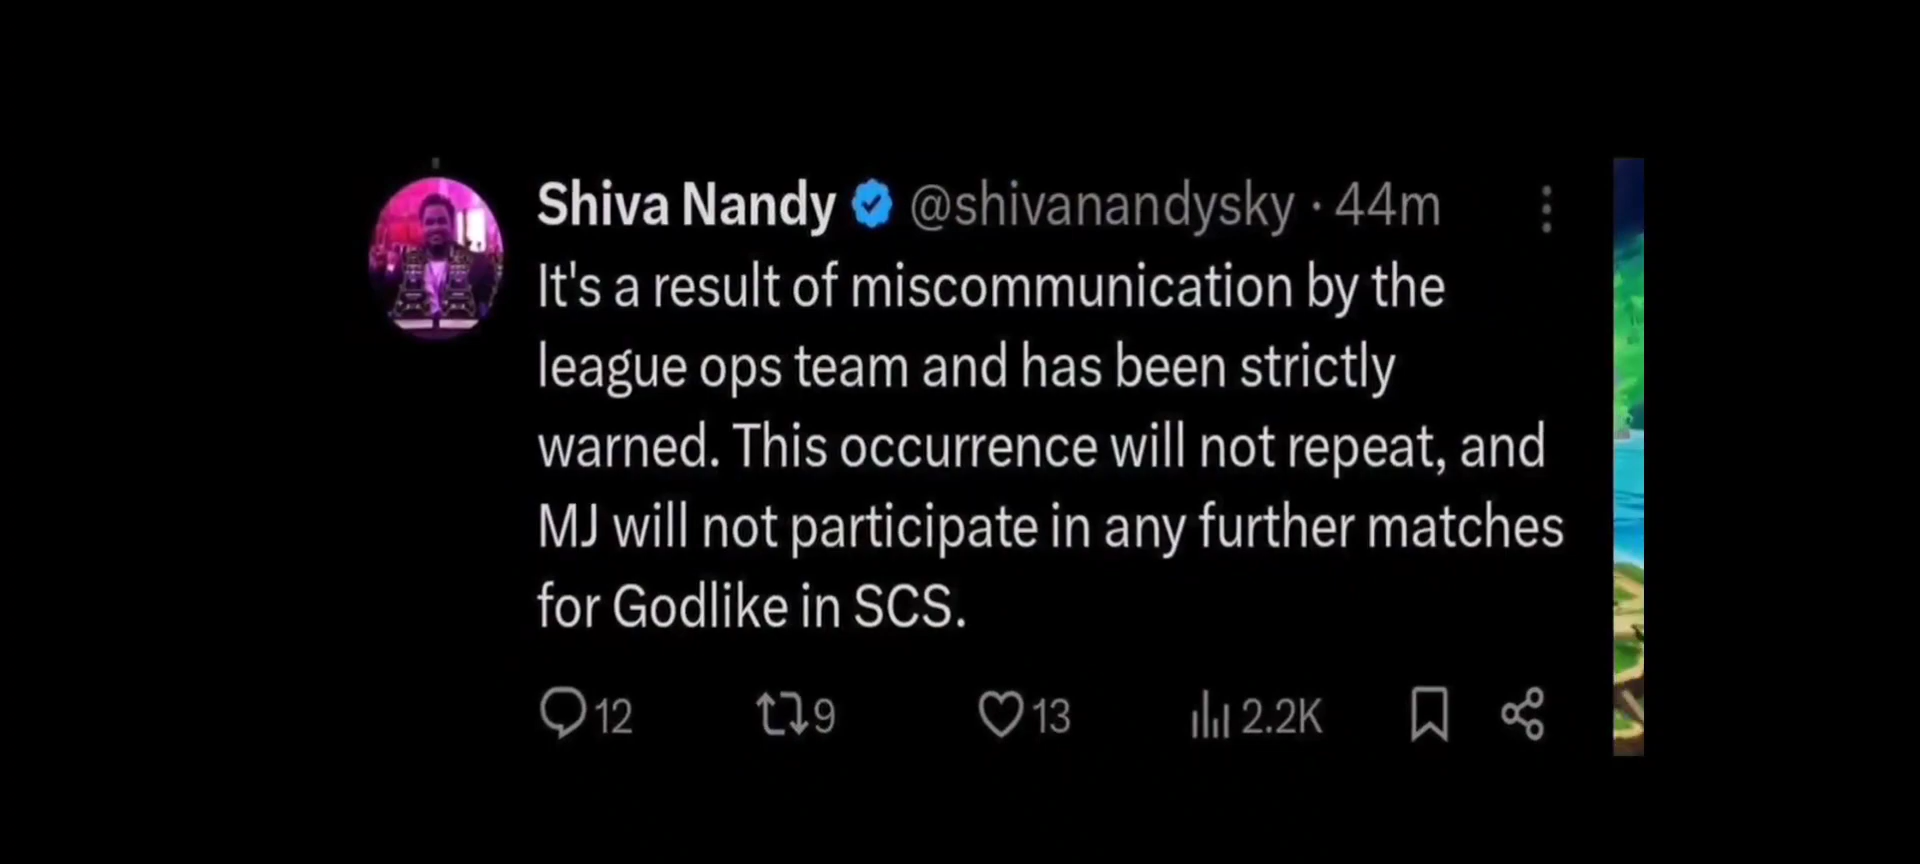 Shiva Nandy @shivanandysky · 44m
It's a result of miscommunication by the
league ops team and has been strictly
warned. This occurrence will not repeat, and
MJ will not participate in any further matches
for Godlike in SCS.
12 9 13 2.2K